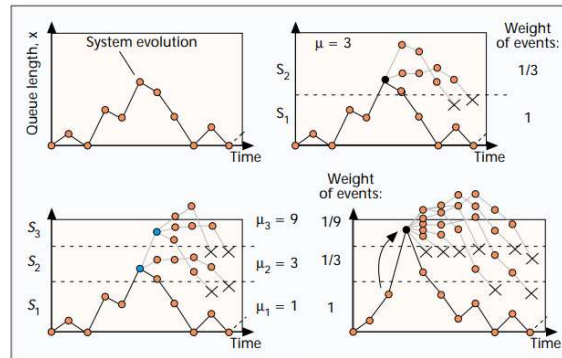 Queue length, x
System evolution
Time
μ = 3
S2
S1
Time
Weight
of events:
1/3
1
S3
S2
S1
μ3 = 9
μ2 = 3
μ1 = 1
Time
Weight
of events:
1/9
1/3
1
Time